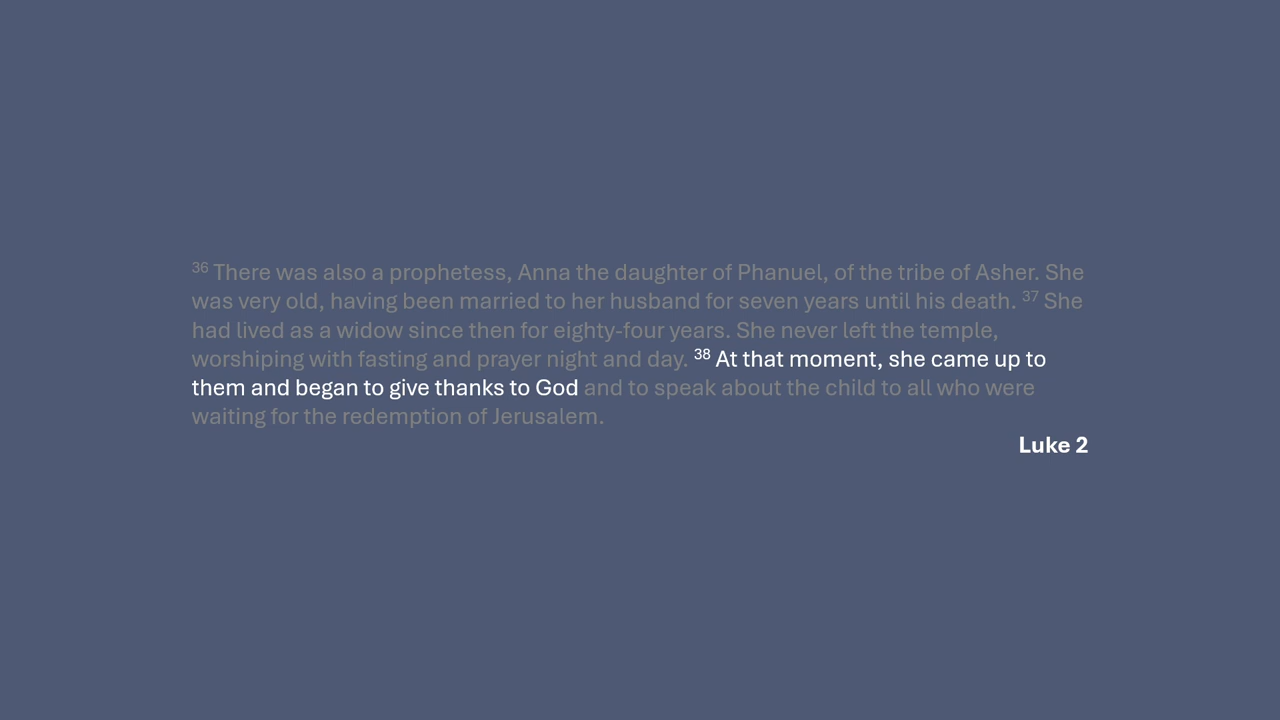 ³⁶ There was also a prophetess, Anna the daughter of Phanuel, of the tribe of Asher. She
was very old, having been married to her husband for seven years until his death. ³⁷ She
had lived as a widow since then for eighty-four years. She never left the temple,
worshiping with fasting and prayer night and day. ³⁸ At that moment, she came up to
them and began to give thanks to God and to speak about the child to all who were
waiting for the redemption of Jerusalem.
Luke 2